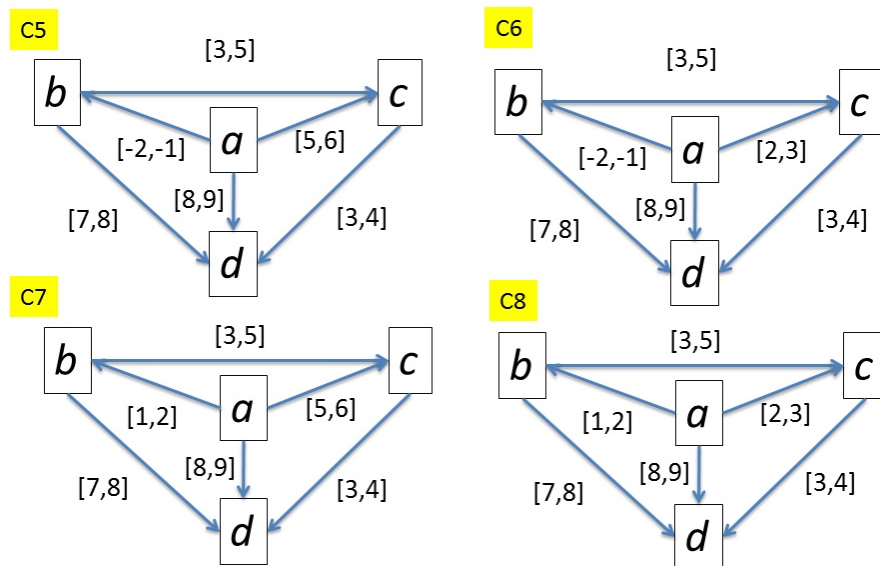 C5
[3,5]
b
c
a
[-2,-1]
[5,6]
[8,9]
[7,8]
[3,4]
d
C6
[3,5]
b
c
a
[-2,-1]
[2,3]
[8,9]
[7,8]
[3,4]
d
C7
[3,5]
b
c
a
[1,2]
[5,6]
[8,9]
[7,8]
[3,4]
d
C8
[3,5]
b
c
a
[1,2]
[2,3]
[8,9]
[7,8]
[3,4]
d